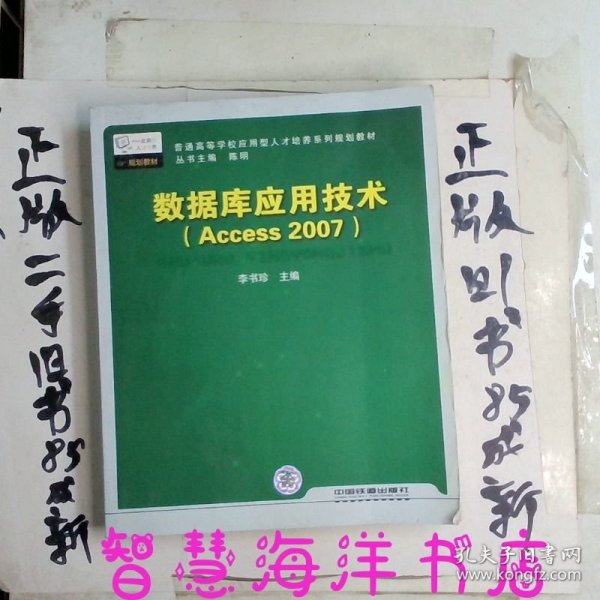 普通高等学校应用型人才培养系列规划教材
丛书主编 陈明
规划教材
数据库应用技术
(Access 2007)
李书珍 主编
中国铁道出版社
正版二手旧书85成新
正版旧书85成新
智慧海洋书店
孔夫子旧书网
www.kongfz.com